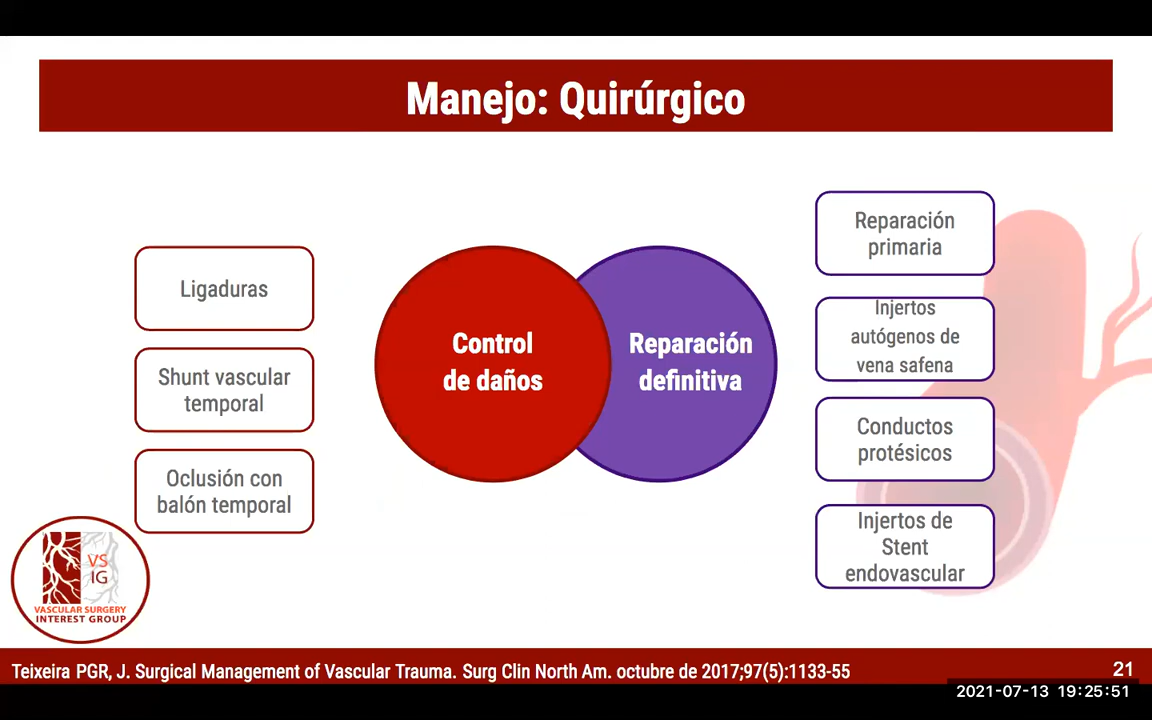 Manejo: Quirúrgico
Ligaduras
Shunt vascular
temporal
Oclusión con
balón temporal
Control
de daños
Reparación
definitiva
Reparación
primaria
Injertos
autógenos de
vena safena
Conductos
protésicos
Injertos de
Stent
endovascular
VS
IG
VASCULAR SURGERY
INTEREST GROUP
Teixeira PGR, J. Surgical Management of Vascular Trauma. Surg Clin North Am. octubre de 2017;97(5):1133-55
21
2021-07-13 19:25:51